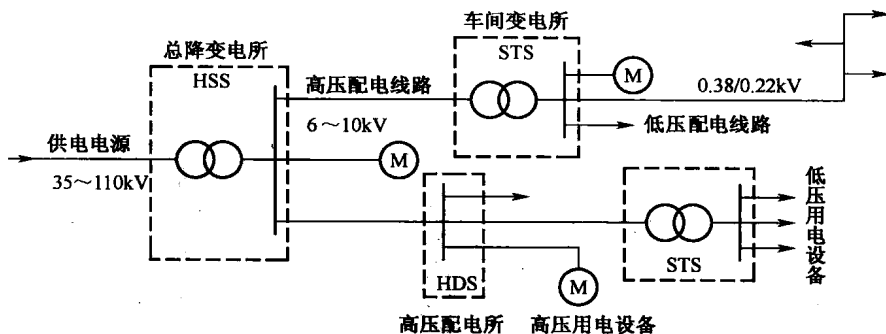 车间变电所
STS
M
0.38/0.22kV
低压配电线路
总降变电所
HSS
高压配电线路
6～10kV
供电电源
35～110kV
M
HDS
高压配电所
M
高压用电设备
STS
低压用电设备